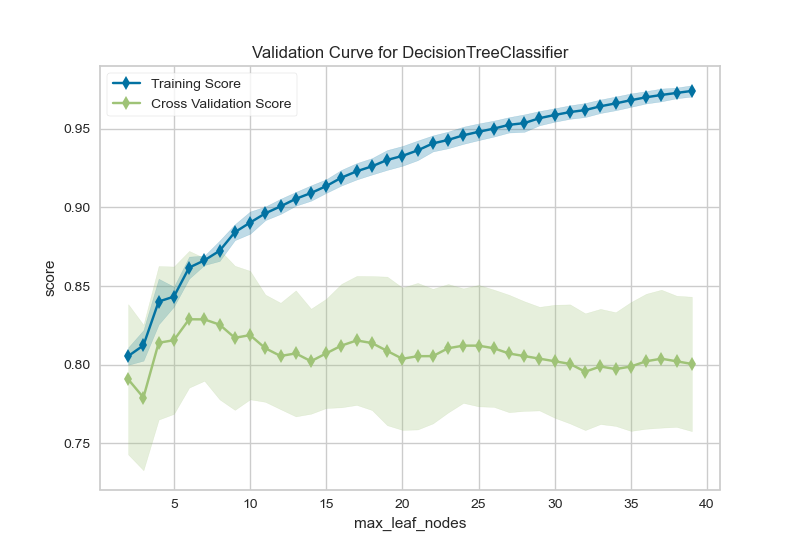 Validation Curve for DecisionTreeClassifier
Training Score
Cross Validation Score
0.95
0.90
0.85
0.80
0.75
score
5 10 15 20 25 30 35 40
max_leaf_nodes